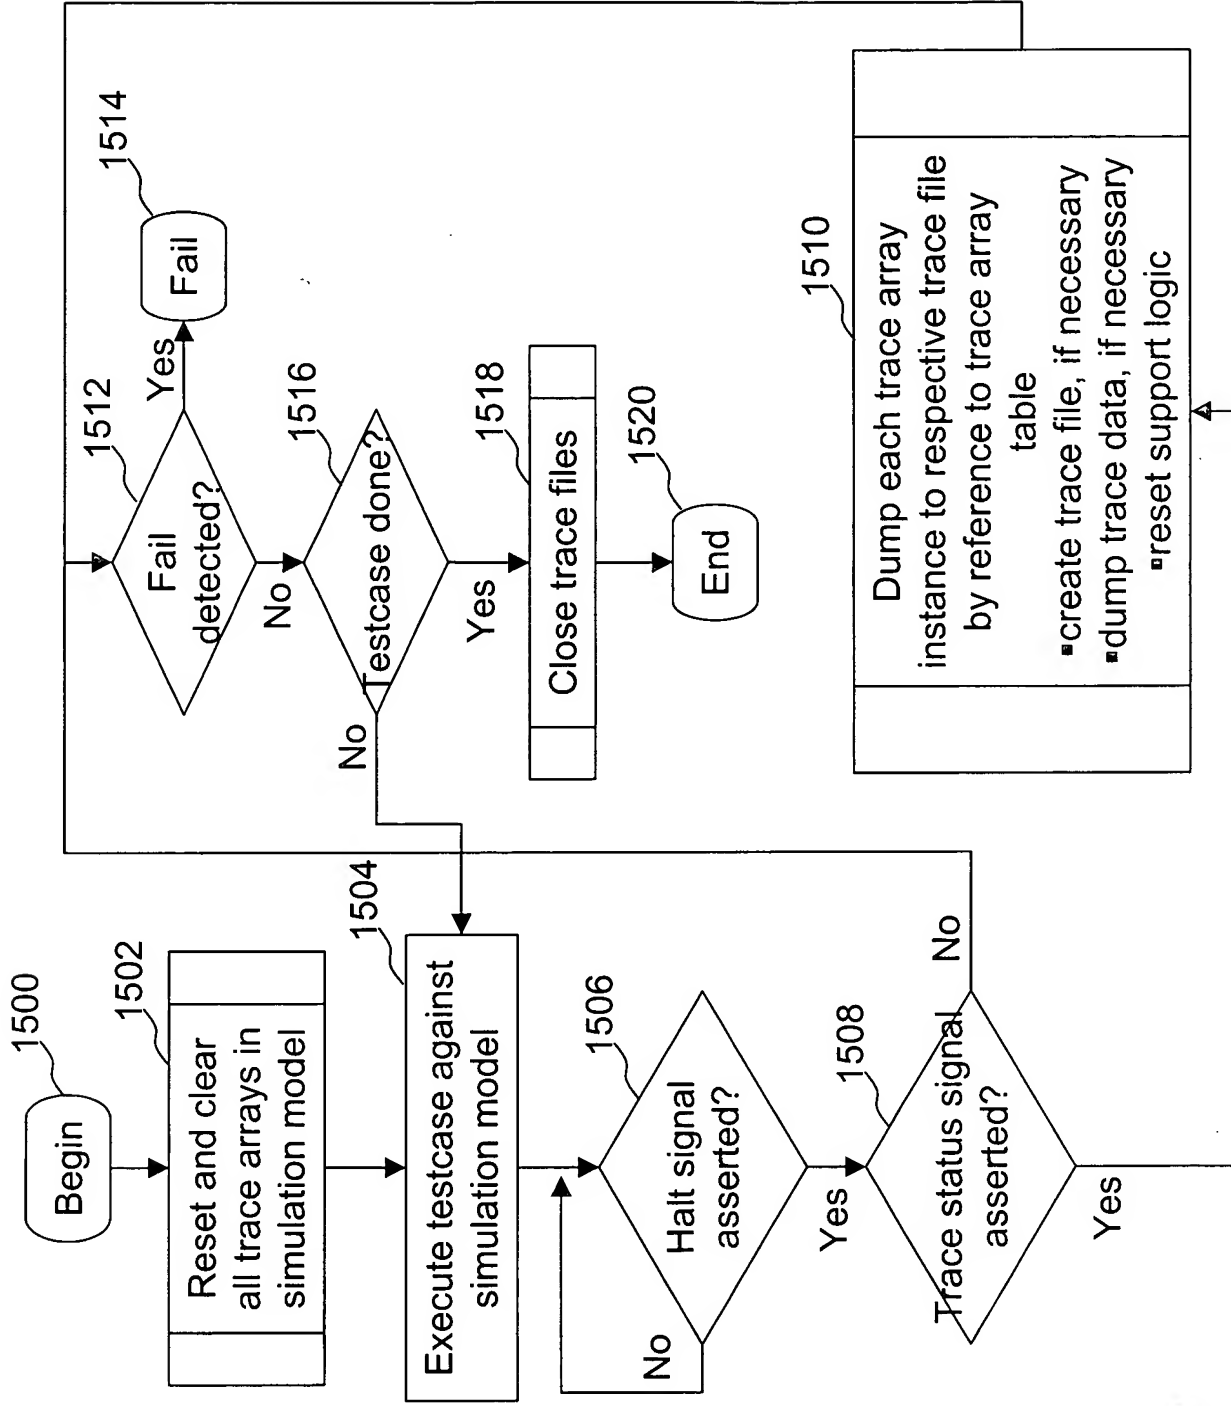 1500
Begin
1502
Reset and clear
all trace arrays in
simulation model
1504
Execute testcase against
simulation model
1506
Halt signal
asserted?
No
Yes
1508
Trace status signal
asserted?
No
Yes
1510
Dump each trace array
instance to respective trace file
by reference to trace array
table
▪create trace file, if necessary
▪dump trace data, if necessary
▪reset support logic
1512
Fail
detected?
Yes
1514
Fail
No
1516
Testcase done?
No
Yes
1518
Close trace files
1520
End